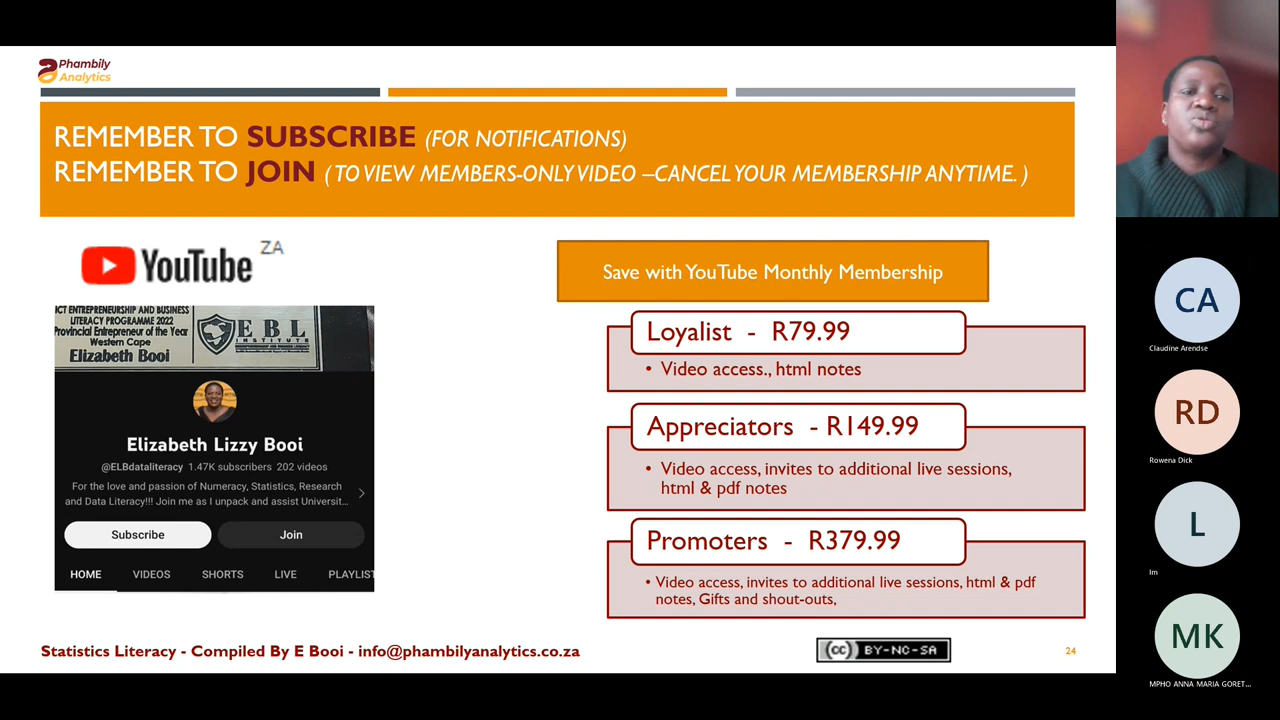 Phambily
Analytics
REMEMBER TO SUBSCRIBE (FOR NOTIFICATIONS)
REMEMBER TO JOIN ( TO VIEW MEMBERS-ONLY VIDEO –CANCEL YOUR MEMBERSHIP ANYTIME. )
YouTube ZA
ICT ENTREPRENEURSHIP AND BUSINESS
LITERACY PROGRAMME 2022
Provincial Entrepreneur of the Year
Western Cape
Elizabeth Booi
EBL
INSTITUTE
Elizabeth Lizzy Booi
@ELBdataliteracy 1.47K subscribers 202 videos
For the love and passion of Numeracy, Statistics, Research
and Data Literacy!!! Join me as I unpack and assist Universit...
Subscribe
Join
HOME VIDEOS SHORTS LIVE PLAYLIST
Save with YouTube Monthly Membership
Loyalist - R79.99
• Video access., html notes
Appreciators - R149.99
• Video access, invites to additional live sessions,
html & pdf notes
Promoters - R379.99
• Video access, invites to additional live sessions, html & pdf
notes, Gifts and shout-outs,
Statistics Literacy - Compiled By E Booi - info@phambilyanalytics.co.za
cc BY-NC-SA
24
CA
Claudine Arendse
RD
Rowena Dick
L
lm
MK
MPHO ANNA MARIA GORET...